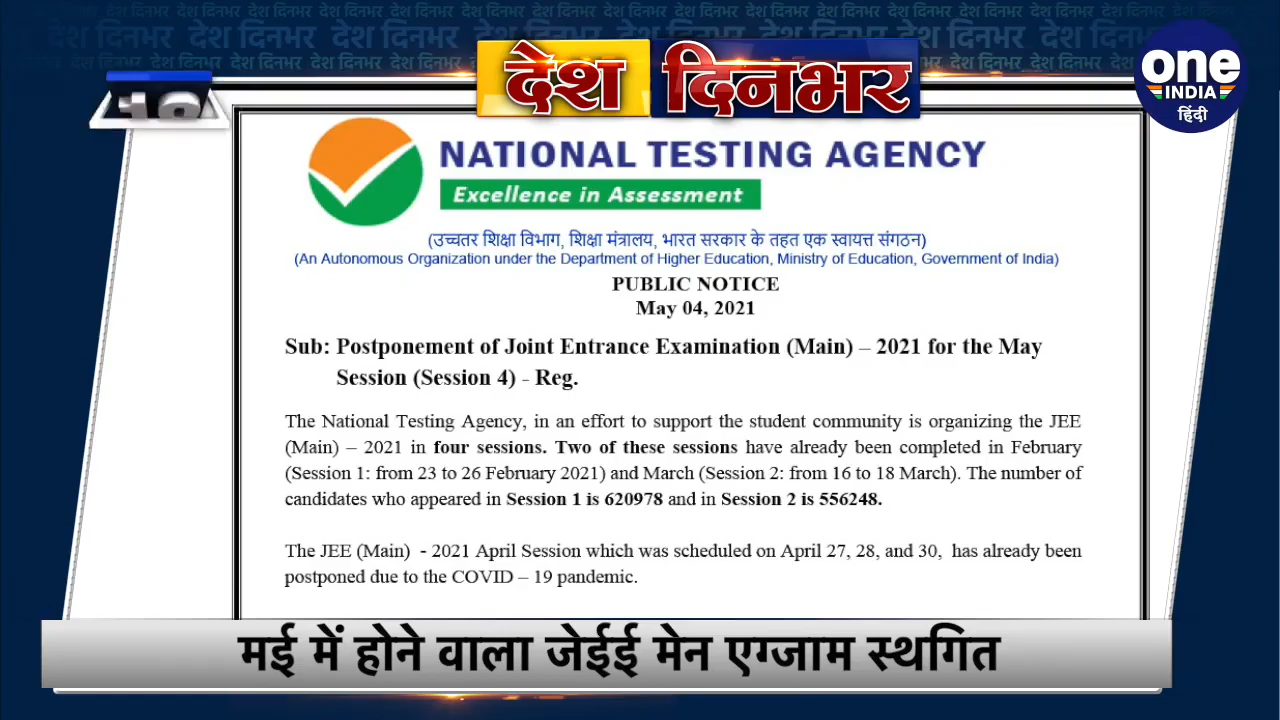 देश दिनभर
one
INDIA
हिंदी
NATIONAL TESTING AGENCY
Excellence in Assessment
(उच्चतर शिक्षा विभाग, शिक्षा मंत्रालय, भारत सरकार के तहत एक स्वायत्त संगठन)
(An Autonomous Organization under the Department of Higher Education, Ministry of Education, Government of India)
PUBLIC NOTICE
May 04, 2021
Sub: Postponement of Joint Entrance Examination (Main) – 2021 for the May
Session (Session 4) - Reg.
The National Testing Agency, in an effort to support the student community is organizing the JEE
(Main) – 2021 in four sessions. Two of these sessions have already been completed in February
(Session 1: from 23 to 26 February 2021) and March (Session 2: from 16 to 18 March). The number of
candidates who appeared in Session 1 is 620978 and in Session 2 is 556248.
The JEE (Main) - 2021 April Session which was scheduled on April 27, 28, and 30, has already been
postponed due to the COVID – 19 pandemic.
मई में होने वाला जेईई मेन एग्जाम स्थगित